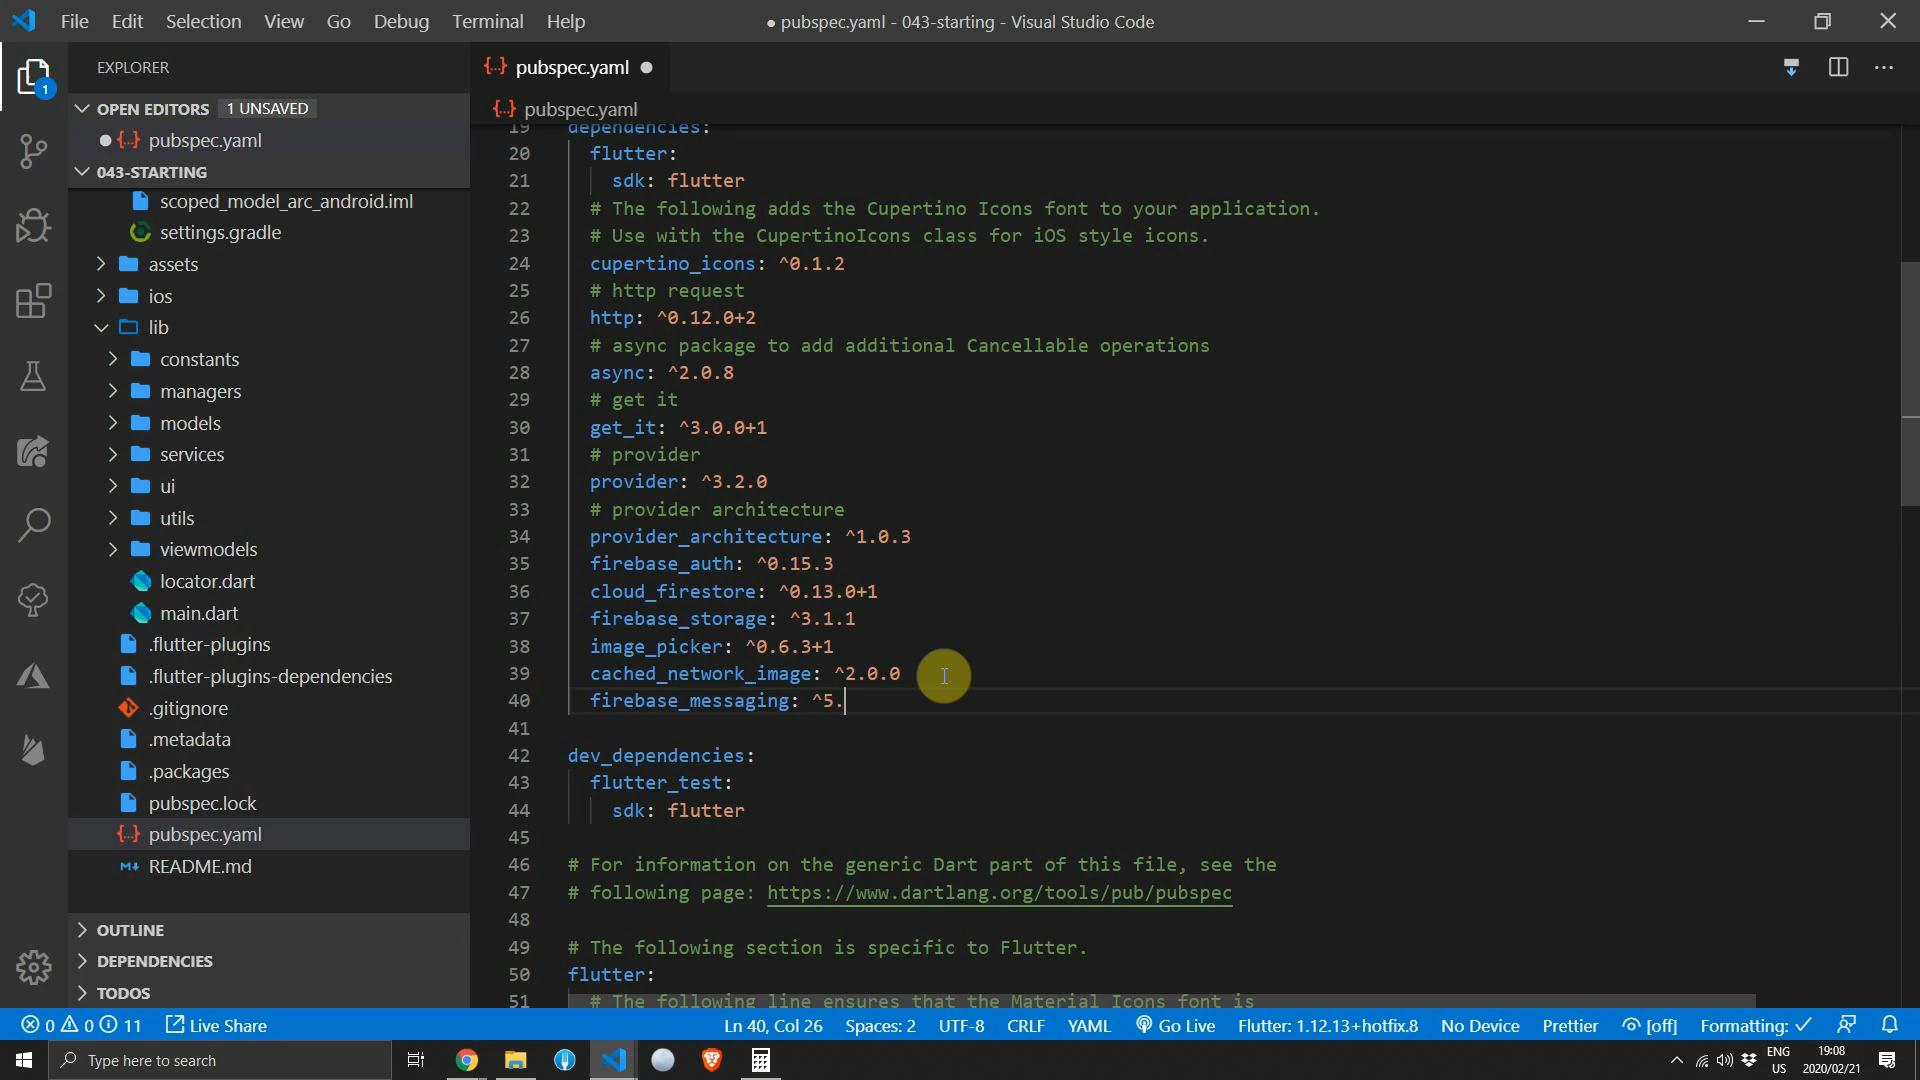 File Edit Selection View Go Debug Terminal Help
● pubspec.yaml - 043-starting - Visual Studio Code
EXPLORER
OPEN EDITORS 1 UNSAVED
pubspec.yaml
043-STARTING
scoped_model_arc_android.iml
settings.gradle
assets
ios
lib
constants
managers
models
services
ui
utils
viewmodels
locator.dart
main.dart
.flutter-plugins
.flutter-plugins-dependencies
.gitignore
.metadata
.packages
pubspec.lock
pubspec.yaml
README.md
OUTLINE
DEPENDENCIES
TODOS
1
pubspec.yaml
pubspec.yaml
19 dependencies:
20 flutter:
21 sdk: flutter
22 # The following adds the Cupertino Icons font to your application.
23 # Use with the CupertinoIcons class for iOS style icons.
24 cupertino_icons: ^0.1.2
25 # http request
26 http: ^0.12.0+2
27 # async package to add additional Cancellable operations
28 async: ^2.0.8
29 # get it
30 get_it: ^3.0.0+1
31 # provider
32 provider: ^3.2.0
33 # provider architecture
34 provider_architecture: ^1.0.3
35 firebase_auth: ^0.15.3
36 cloud_firestore: ^0.13.0+1
37 firebase_storage: ^3.1.1
38 image_picker: ^0.6.3+1
39 cached_network_image: ^2.0.0
40 firebase_messaging: ^5.
41
42 dev_dependencies:
43 flutter_test:
44 sdk: flutter
45
46 # For information on the generic Dart part of this file, see the
47 # following page: https://www.dartlang.org/tools/pub/pubspec
48
49 # The following section is specific to Flutter.
50 flutter:
51 # The following line ensures that the Material Icons font is
0 0 11 Live Share Ln 40, Col 26 Spaces: 2 UTF-8 CRLF YAML Go Live Flutter: 1.12.13+hotfix.8 No Device Prettier [off] Formatting: ✓
Type here to search
ENG
US
19:08
2020/02/21